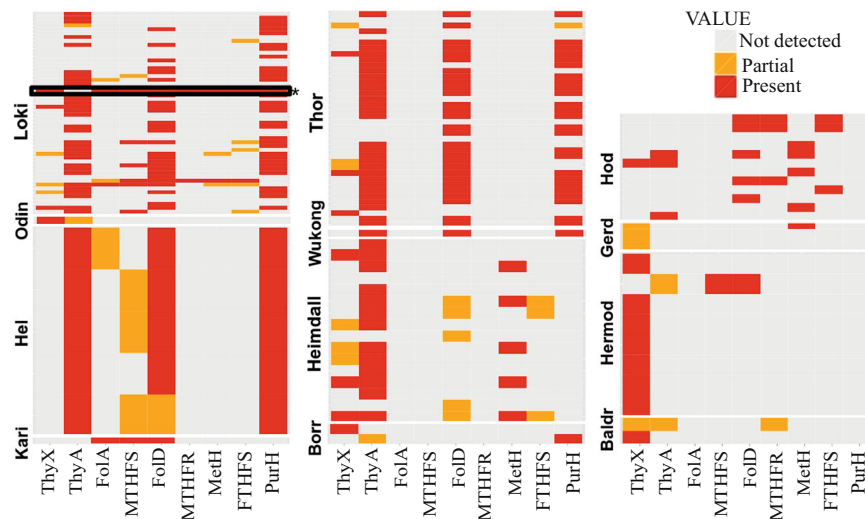 VALUE
Not detected
Partial
Present
*
Loki
Odin
Hel
Kari
Thor
Wukong
Heimdall
Borr
Hod
Gerd
Hermod
Baldr
ThyX
ThyA
FolA
MTHFS
FolD
MTHFR
MetH
FTHFS
PurH
ThyX
ThyA
FolA
MTHFS
FolD
MTHFR
MetH
FTHFS
PurH
ThyX
ThyA
FolA
MTHFS
FolD
MTHFR
MetH
FTHFS
PurH